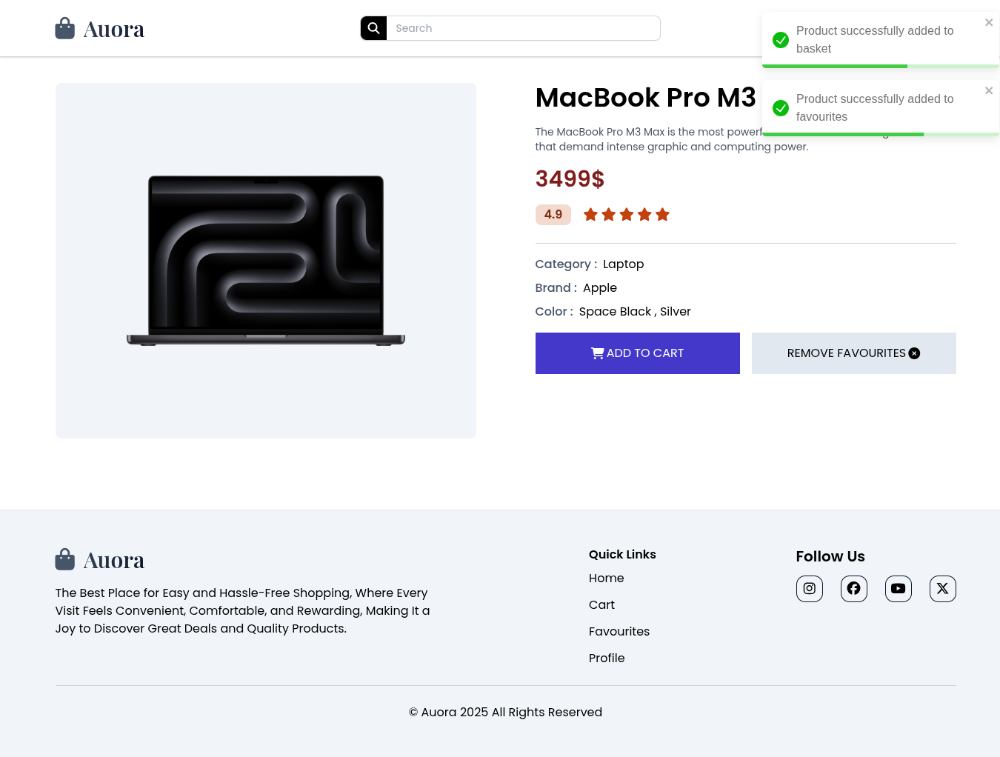 Auora
Search
Product successfully added to
basket
Product successfully added to
favourites
MacBook Pro M3
The MacBook Pro M3 Max is the most powerf
that demand intense graphic and computing power.
3499$
4.9
Category : Laptop
Brand : Apple
Color : Space Black , Silver
ADD TO CART
REMOVE FAVOURITES
Auora
The Best Place for Easy and Hassle-Free Shopping, Where Every
Visit Feels Convenient, Comfortable, and Rewarding, Making It a
Joy to Discover Great Deals and Quality Products.
Quick Links
Home
Cart
Favourites
Profile
Follow Us
© Auora 2025 All Rights Reserved